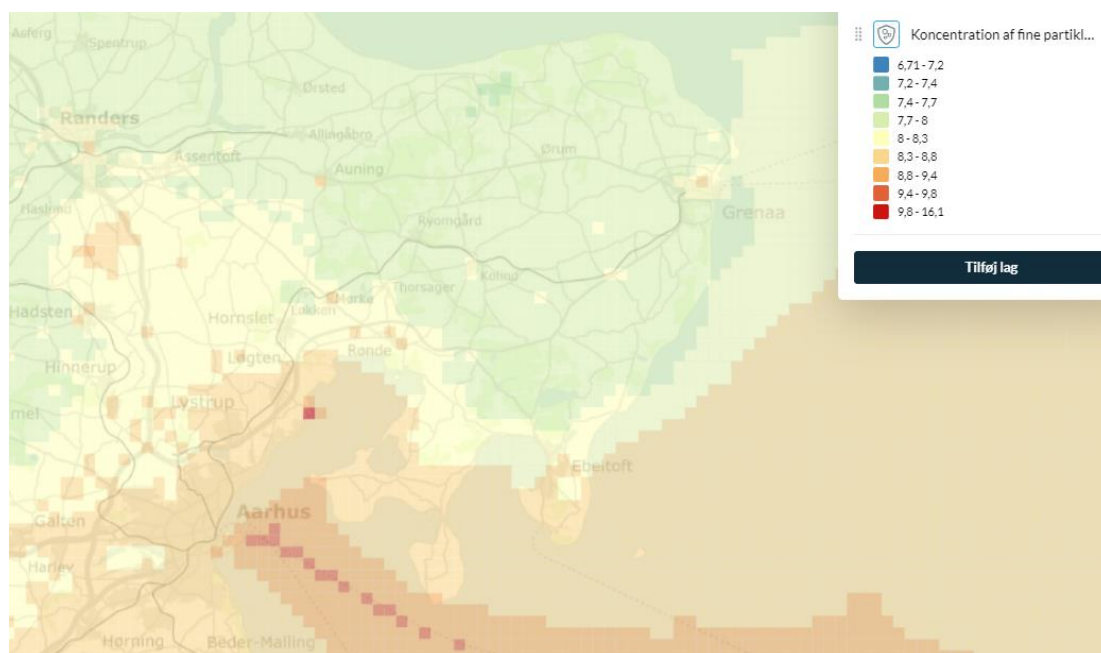 Koncentration af fine partikl...
6,71 - 7,2
7,2 - 7,4
7,4 - 7,7
7,7 - 8
8 - 8,3
8,3 - 8,8
8,8 - 9,4
9,4 - 9,8
9,8 - 16,1
Tilføj lag
Asferg
Spentrup
Ørsted
Randers
Allingåbro
Assentoft
Ørum
Auning
Haslund
Ryomgård
Grenaa
Kolind
Thorsager
Mørke
Hadsten
Hornslet
Løkken
Rønde
Løgten
Hinnerup
Lystrup
mel
Ebeltoft
Galten
Aarhus
Harlev
Hørning
Beder-Malling